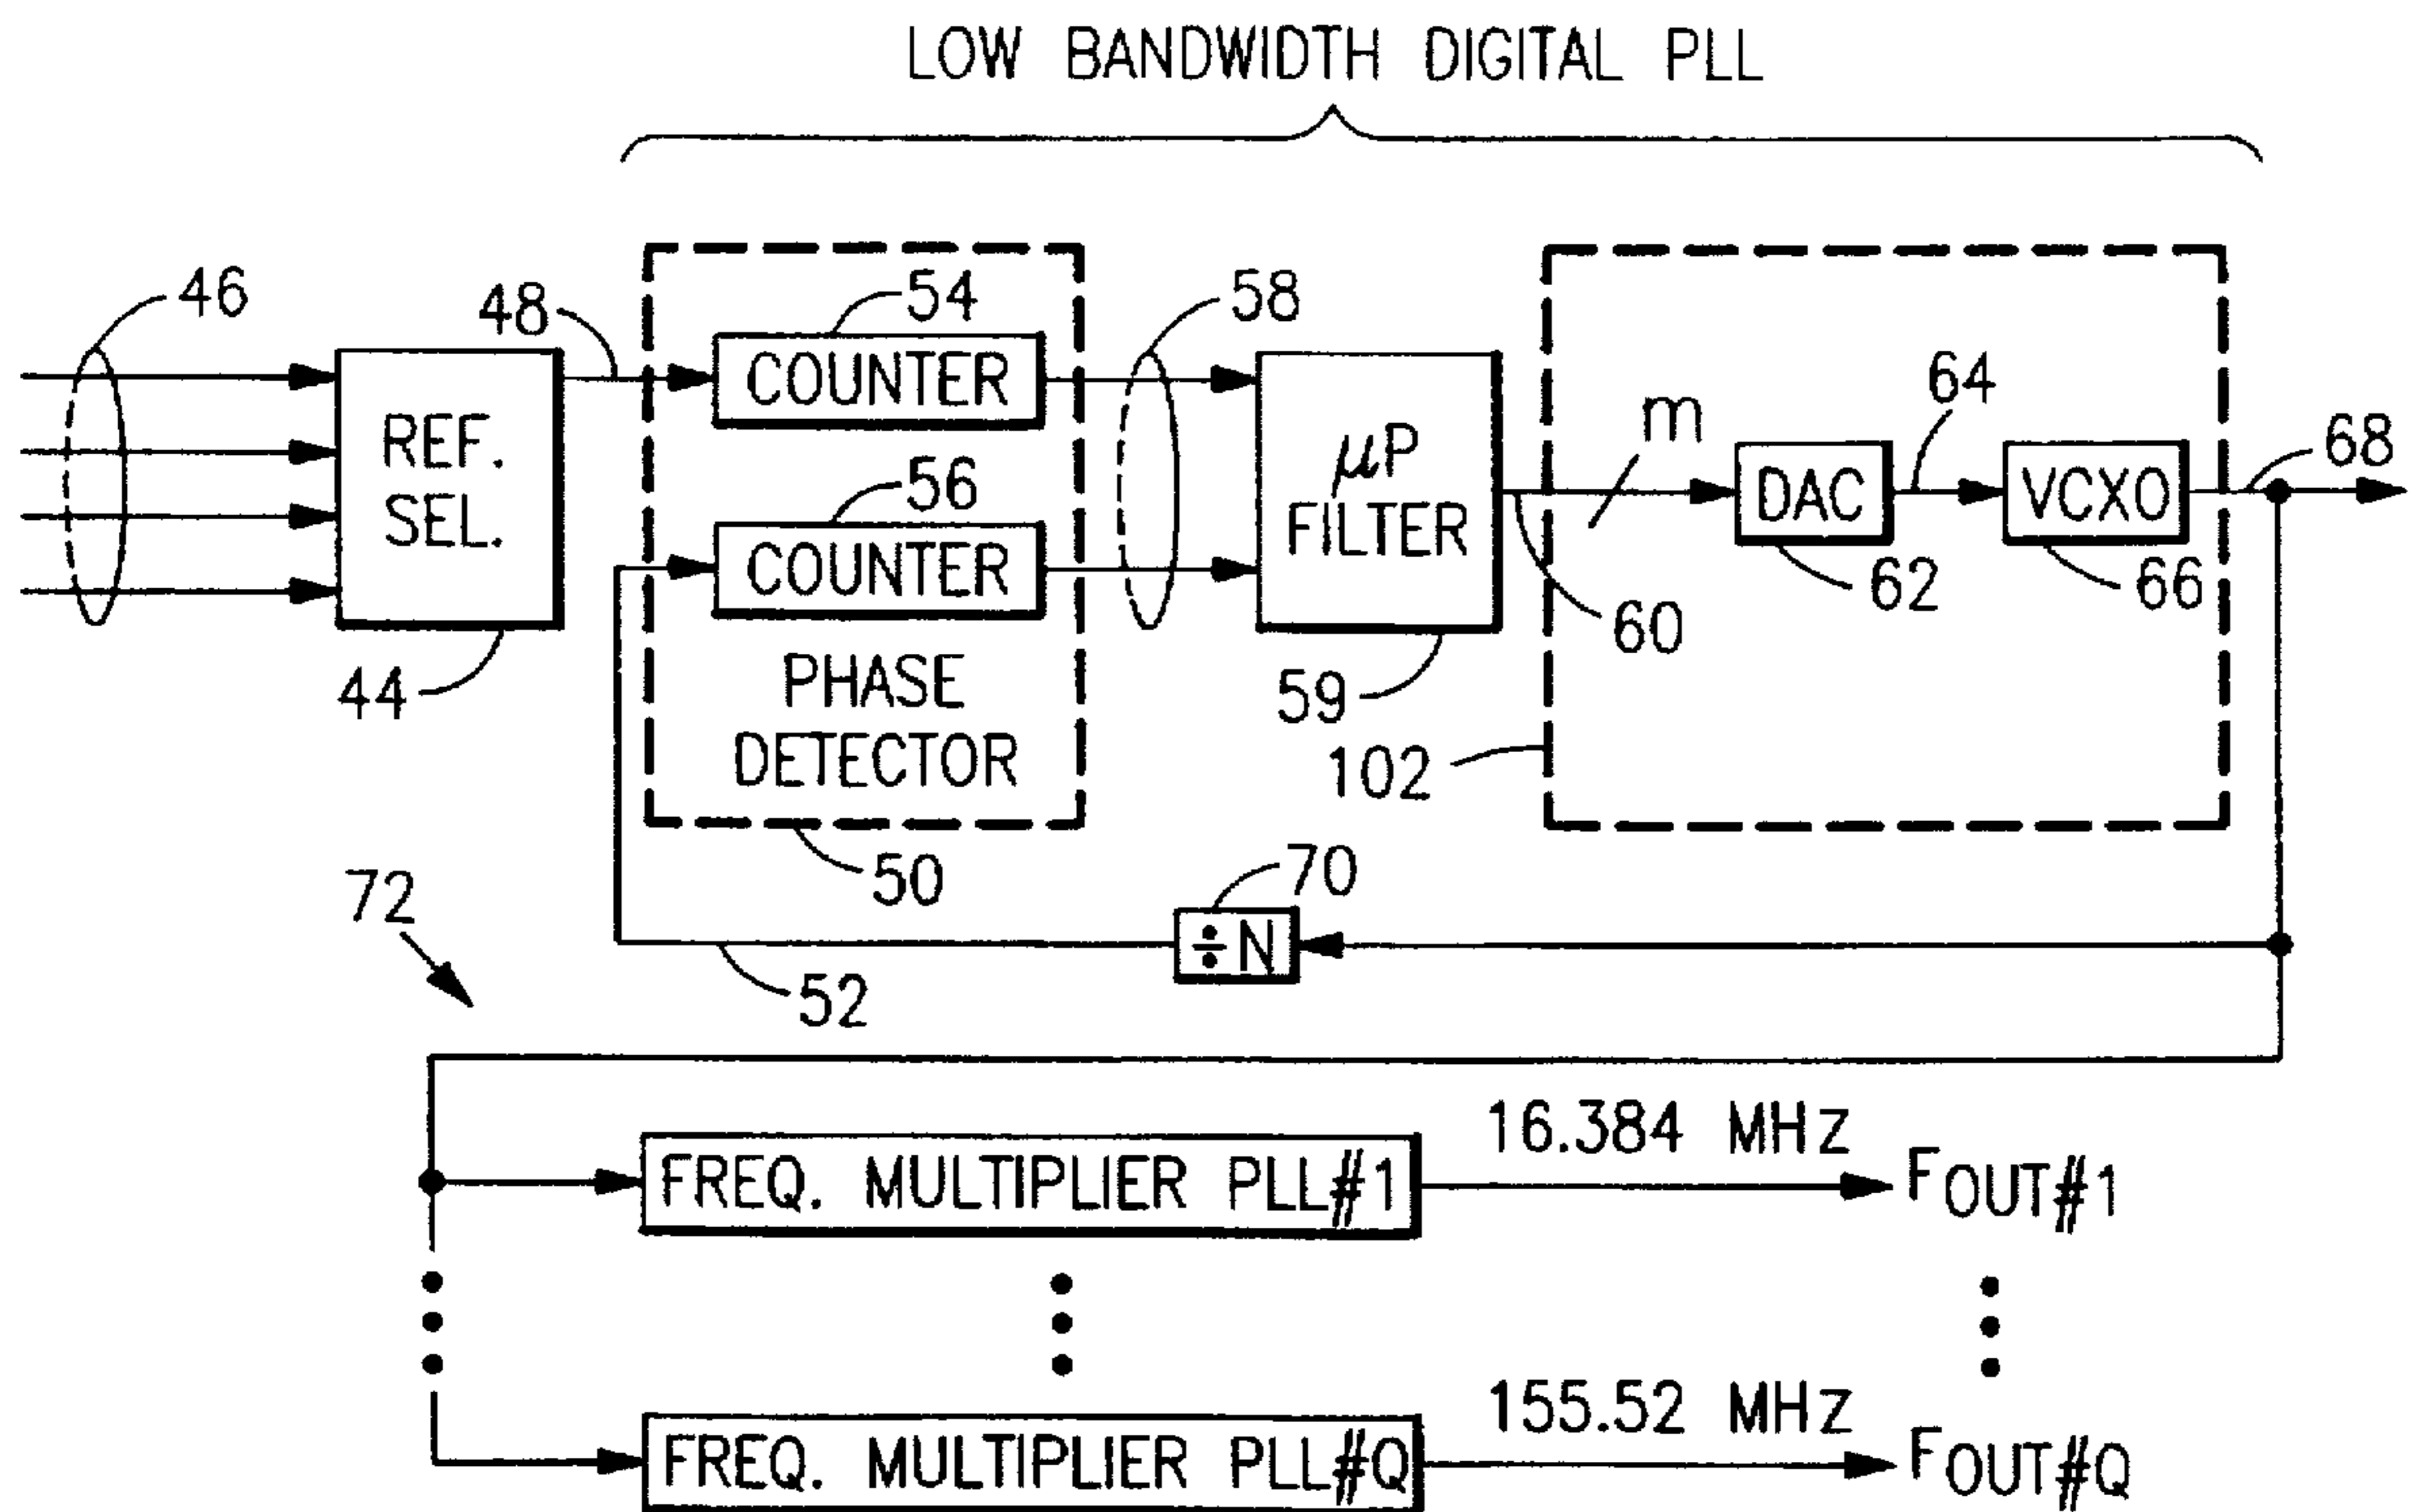 LOW BANDWIDTH DIGITAL PLL
46
48
54
COUNTER
58
REF.
SEL.
56
COUNTER
µP
FILTER
m
DAC
64
VCXO
68
62
66
60
44
PHASE
DETECTOR
59
102
50
70
÷N
72
52
FREQ. MULTIPLIER PLL#1
16.384 MHz
FOUT#1
FREQ. MULTIPLIER PLL#Q
155.52 MHz
FOUT#Q